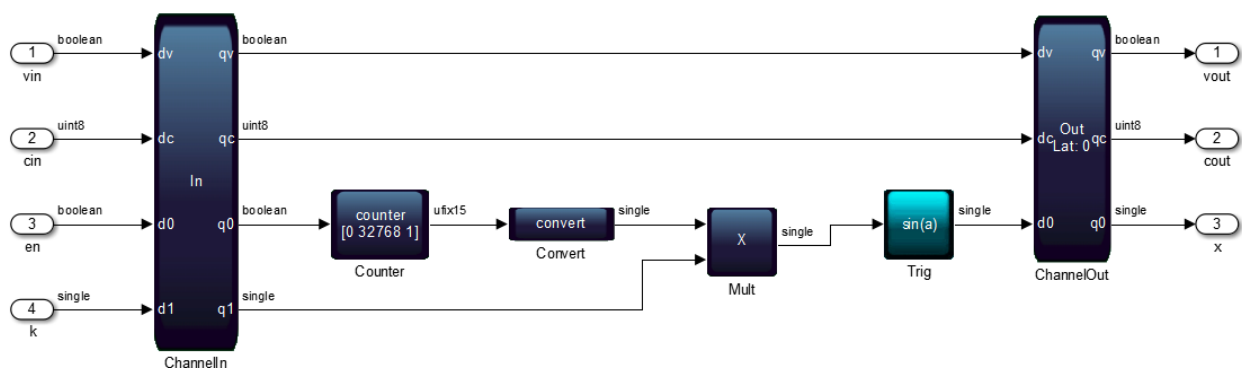 boolean
1
vin
uint8
2
cin
boolean
3
en
single
4
k
dv
dc
d0
d1
In
qv
qc
q0
q1
ChannelIn
boolean
uint8
boolean
single
counter
[0 32768 1]
Counter
ufix15
convert
Convert
single
X
Mult
single
sin(a)
Trig
single
dv
dc
d0
Out
Lat: 0
qv
qc
q0
ChannelOut
boolean
1
vout
uint8
2
cout
single
3
x